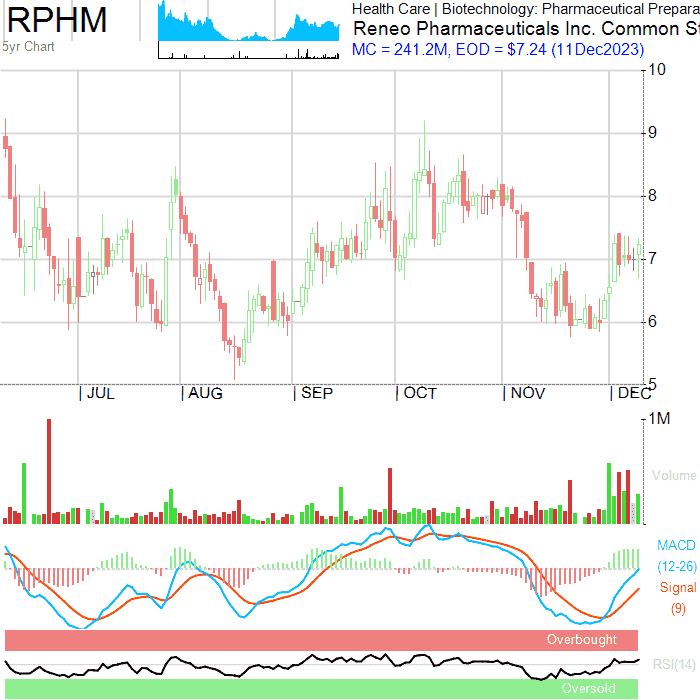 RPHM
5yr Chart
Health Care | Biotechnology: Pharmaceutical Prepara
Reneo Pharmaceuticals Inc. Common St
MC = 241.2M, EOD = $7.24 (11Dec2023)
10
9
8
7
6
5
JUL AUG SEP OCT NOV DEC
1M
Volume
MACD
(12-26)
Signal
(9)
Overbought
RSI(14)
Oversold